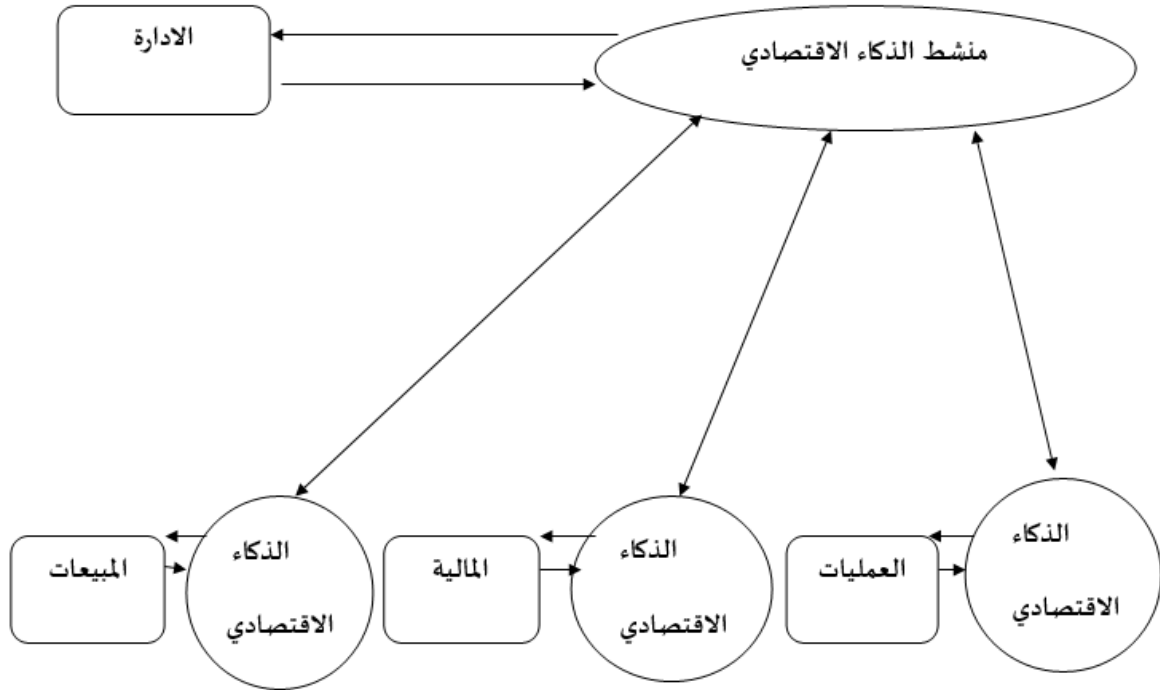 منشط الذكاء الاقتصادي
الادارة
الذكاء
الاقتصادي
العمليات
الذكاء
الاقتصادي
المالية
الذكاء
الاقتصادي
المبيعات